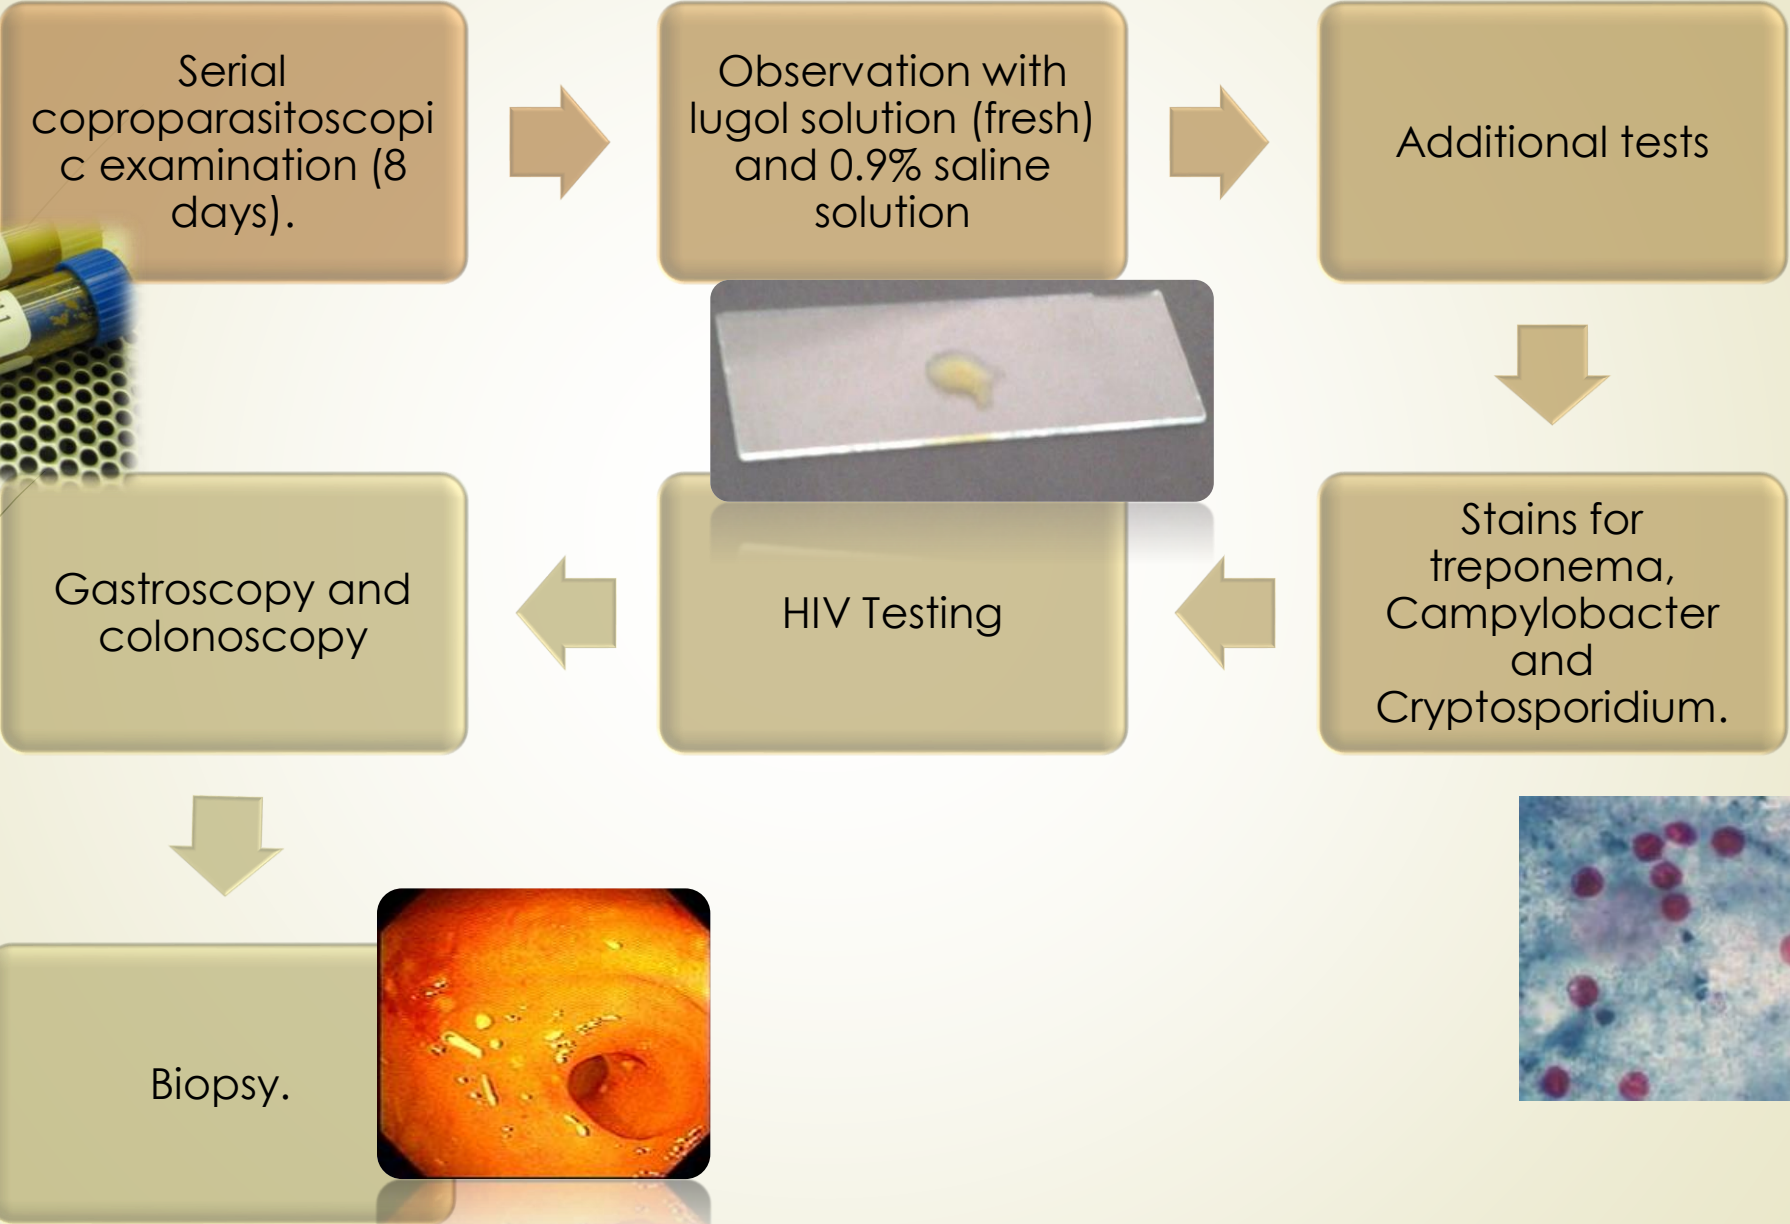 Serial
coproparasitoscopi
c examination (8
days).
Observation with
lugol solution (fresh)
and 0.9% saline
solution
Additional tests
Stains for
treponema,
Campylobacter
and
Cryptosporidium.
HIV Testing
Gastroscopy and
colonoscopy
Biopsy.